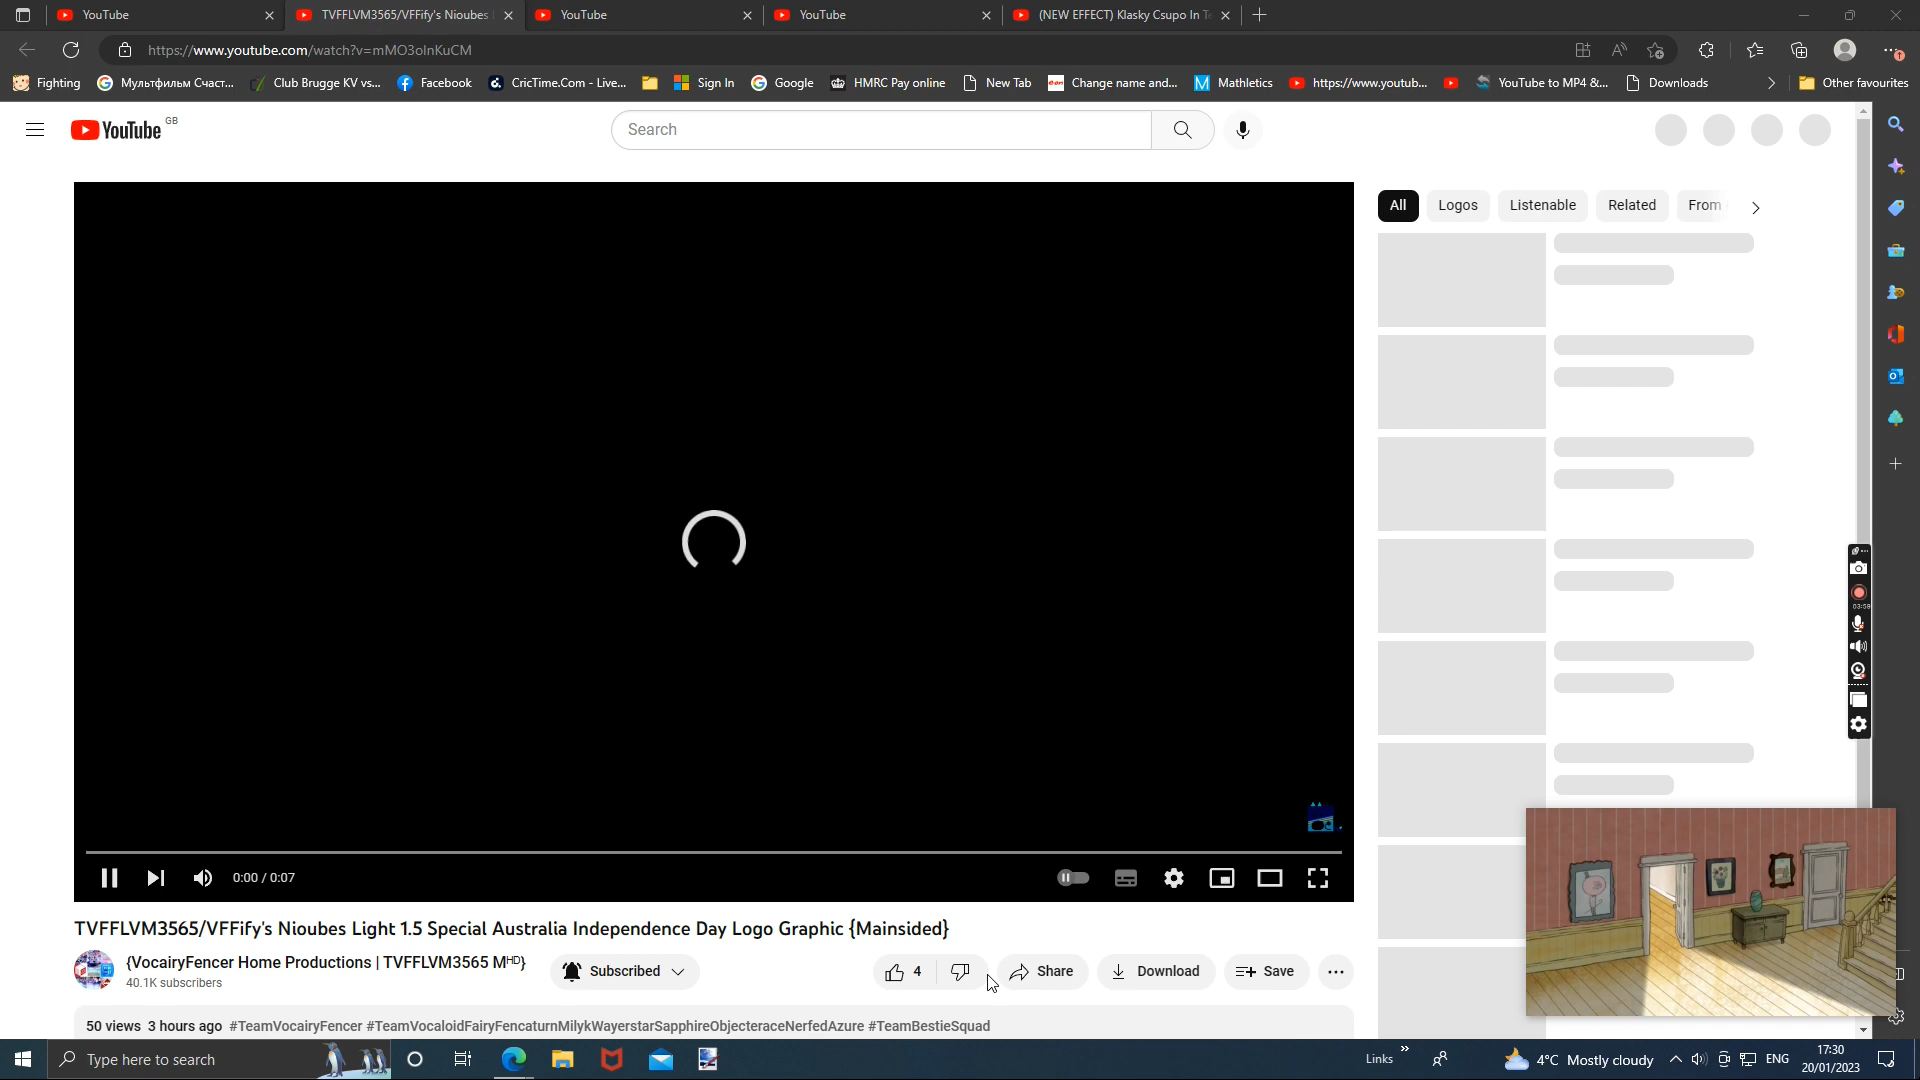 YouTube
TVFFLVM3565/VFFify's Nioubes
YouTube
YouTube
(NEW EFFECT) Klasky Csupo In T
https://www.youtube.com/watch?v=mMO3olnKuCM
Fighting
Мультфильм Счаст...
Club Brugge KV vs...
Facebook
CricTime.Com - Live...
Sign In
Google
HMRC Pay online
New Tab
Change name and...
Mathletics
https://www.youtub...
YouTube to MP4 &...
Downloads
Other favourites
YouTube GB
Search
All
Logos
Listenable
Related
From
03:58
0:00 / 0:07
TVFFLVM3565/VFFify's Nioubes Light 1.5 Special Australia Independence Day Logo Graphic {Mainsided}
{VocairyFencer Home Productions | TVFFLVM3565 Mᴴᴰ}
40.1K subscribers
Subscribed
4
Share
Download
Save
50 views 3 hours ago #TeamVocairyFencer #TeamVocaloidFairyFencaturnMilykWayerstarSapphireObjecteraceNerfedAzure #TeamBestieSquad
Type here to search
Links
4°C Mostly cloudy
ENG
17:30
20/01/2023